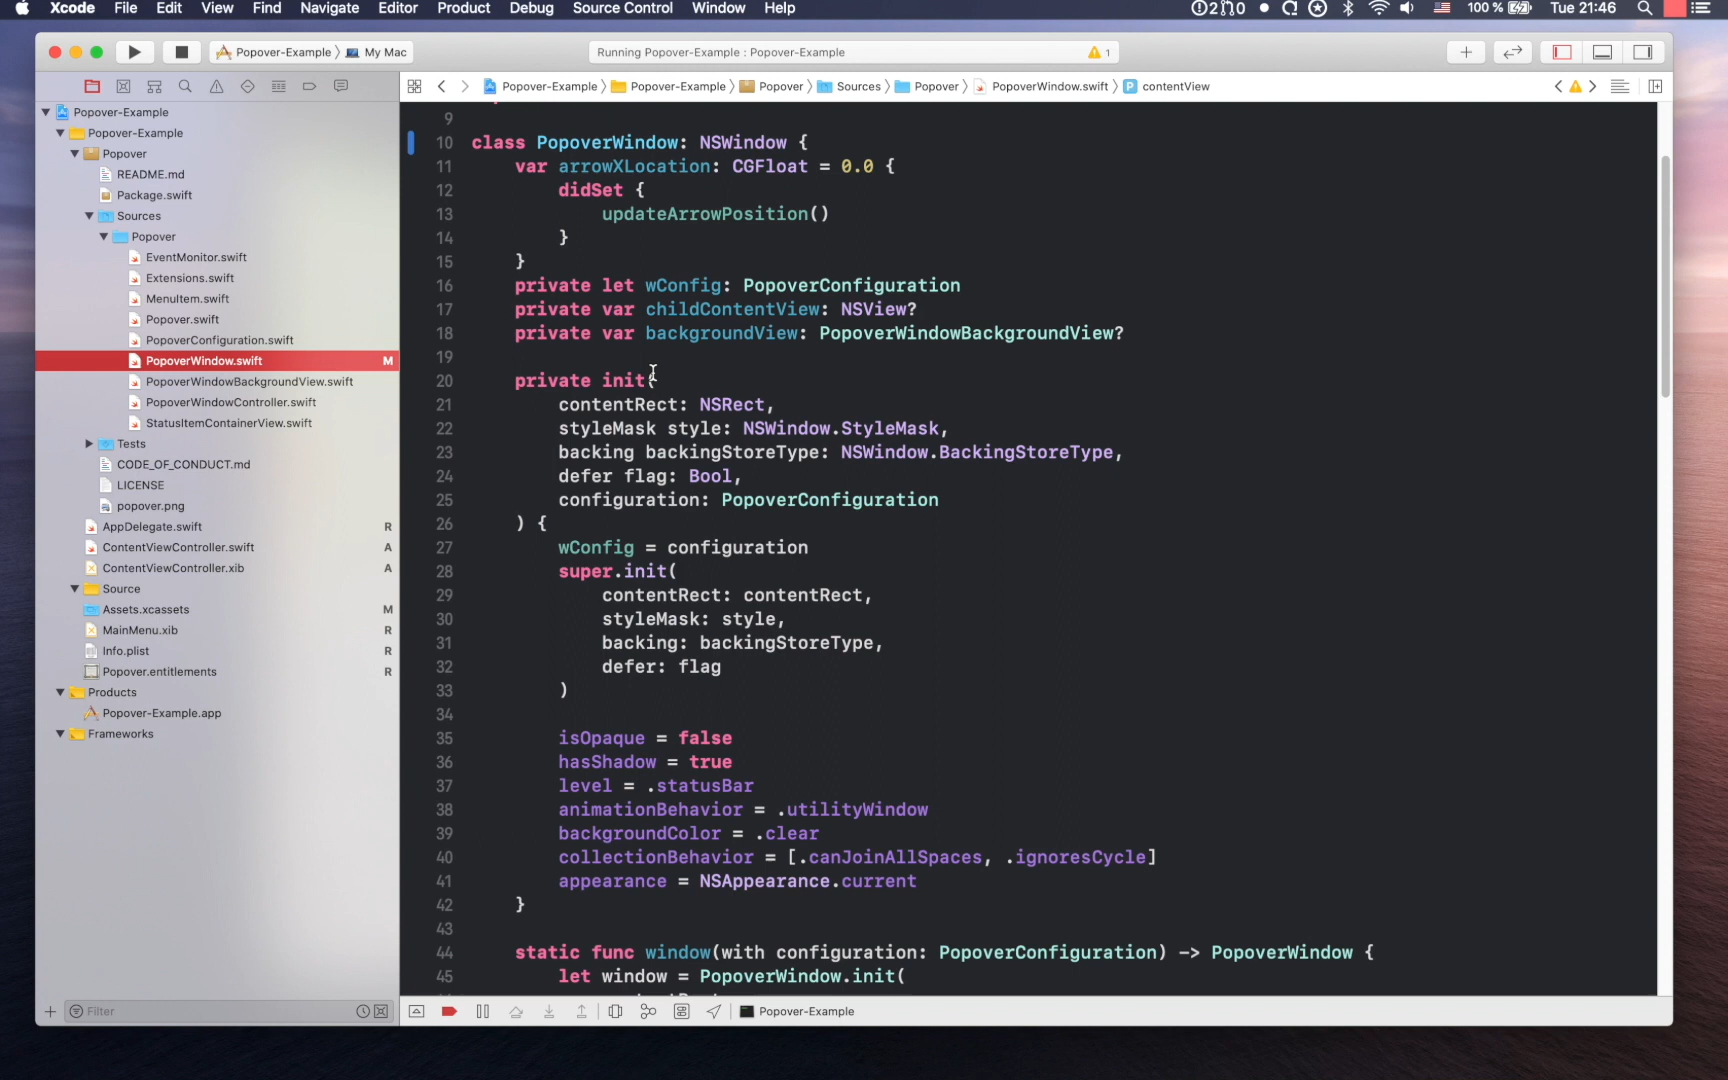 Xcode File Edit View Find Navigate Editor Product Debug Source Control Window Help 100 % Tue 21:46
Popover-Example My Mac Running Popover-Example : Popover-Example 1
Popover-Example Popover-Example Popover Sources Popover PopoverWindow.swift P contentView
Popover-Example
Popover-Example
Popover
README.md
Package.swift
Sources
Popover
EventMonitor.swift
Extensions.swift
MenuItem.swift
Popover.swift
PopoverConfiguration.swift
PopoverWindow.swift M
PopoverWindowBackgroundView.swift
PopoverWindowController.swift
StatusItemContainerView.swift
Tests
CODE_OF_CONDUCT.md
LICENSE
popover.png
AppDelegate.swift R
ContentViewController.swift A
ContentViewController.xib A
Source
Assets.xcassets M
MainMenu.xib R
Info.plist R
Popover.entitlements R
Products
Popover-Example.app
Frameworks
Filter
9
10 class PopoverWindow: NSWindow {
11 var arrowXLocation: CGFloat = 0.0 {
12 didSet {
13 updateArrowPosition()
14 }
15 }
16 private let wConfig: PopoverConfiguration
17 private var childContentView: NSView?
18 private var backgroundView: PopoverWindowBackgroundView?
19
20 private init(
21 contentRect: NSRect,
22 styleMask style: NSWindow.StyleMask,
23 backing backingStoreType: NSWindow.BackingStoreType,
24 defer flag: Bool,
25 configuration: PopoverConfiguration
26 ) {
27 wConfig = configuration
28 super.init(
29 contentRect: contentRect,
30 styleMask: style,
31 backing: backingStoreType,
32 defer: flag
33 )
34
35 isOpaque = false
36 hasShadow = true
37 level = .statusBar
38 animationBehavior = .utilityWindow
39 backgroundColor = .clear
40 collectionBehavior = [.canJoinAllSpaces, .ignoresCycle]
41 appearance = NSAppearance.current
42 }
43
44 static func window(with configuration: PopoverConfiguration) -> PopoverWindow {
45 let window = PopoverWindow.init(
Popover-Example